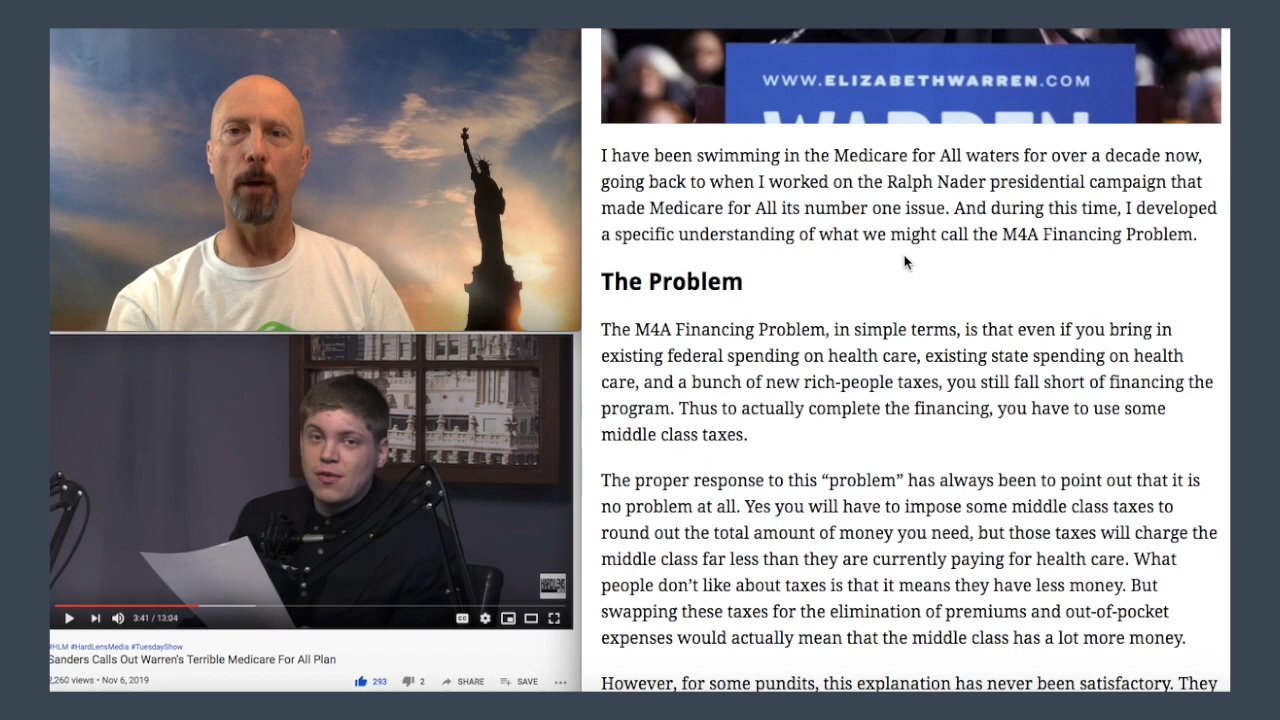 WWW.ELIZABETHWARREN.COM
WARREN
I have been swimming in the Medicare for All waters for over a decade now,
going back to when I worked on the Ralph Nader presidential campaign that
made Medicare for All its number one issue. And during this time, I developed
a specific understanding of what we might call the M4A Financing Problem.
The Problem
The M4A Financing Problem, in simple terms, is that even if you bring in
existing federal spending on health care, existing state spending on health
care, and a bunch of new rich-people taxes, you still fall short of financing the
program. Thus to actually complete the financing, you have to use some
middle class taxes.
The proper response to this “problem” has always been to point out that it is
no problem at all. Yes you will have to impose some middle class taxes to
round out the total amount of money you need, but those taxes will charge the
middle class far less than they are currently paying for health care. What
people don’t like about taxes is that it means they have less money. But
swapping these taxes for the elimination of premiums and out-of-pocket
expenses would actually mean that the middle class has a lot more money.
However, for some pundits, this explanation has never been satisfactory. They
HARDLENS
CC
3:41 / 13:04
#HLM #HardLensMedia #TuesdayShow
Sanders Calls Out Warren's Terrible Medicare For All Plan
2,260 views • Nov 6, 2019
293
2
SHARE
SAVE